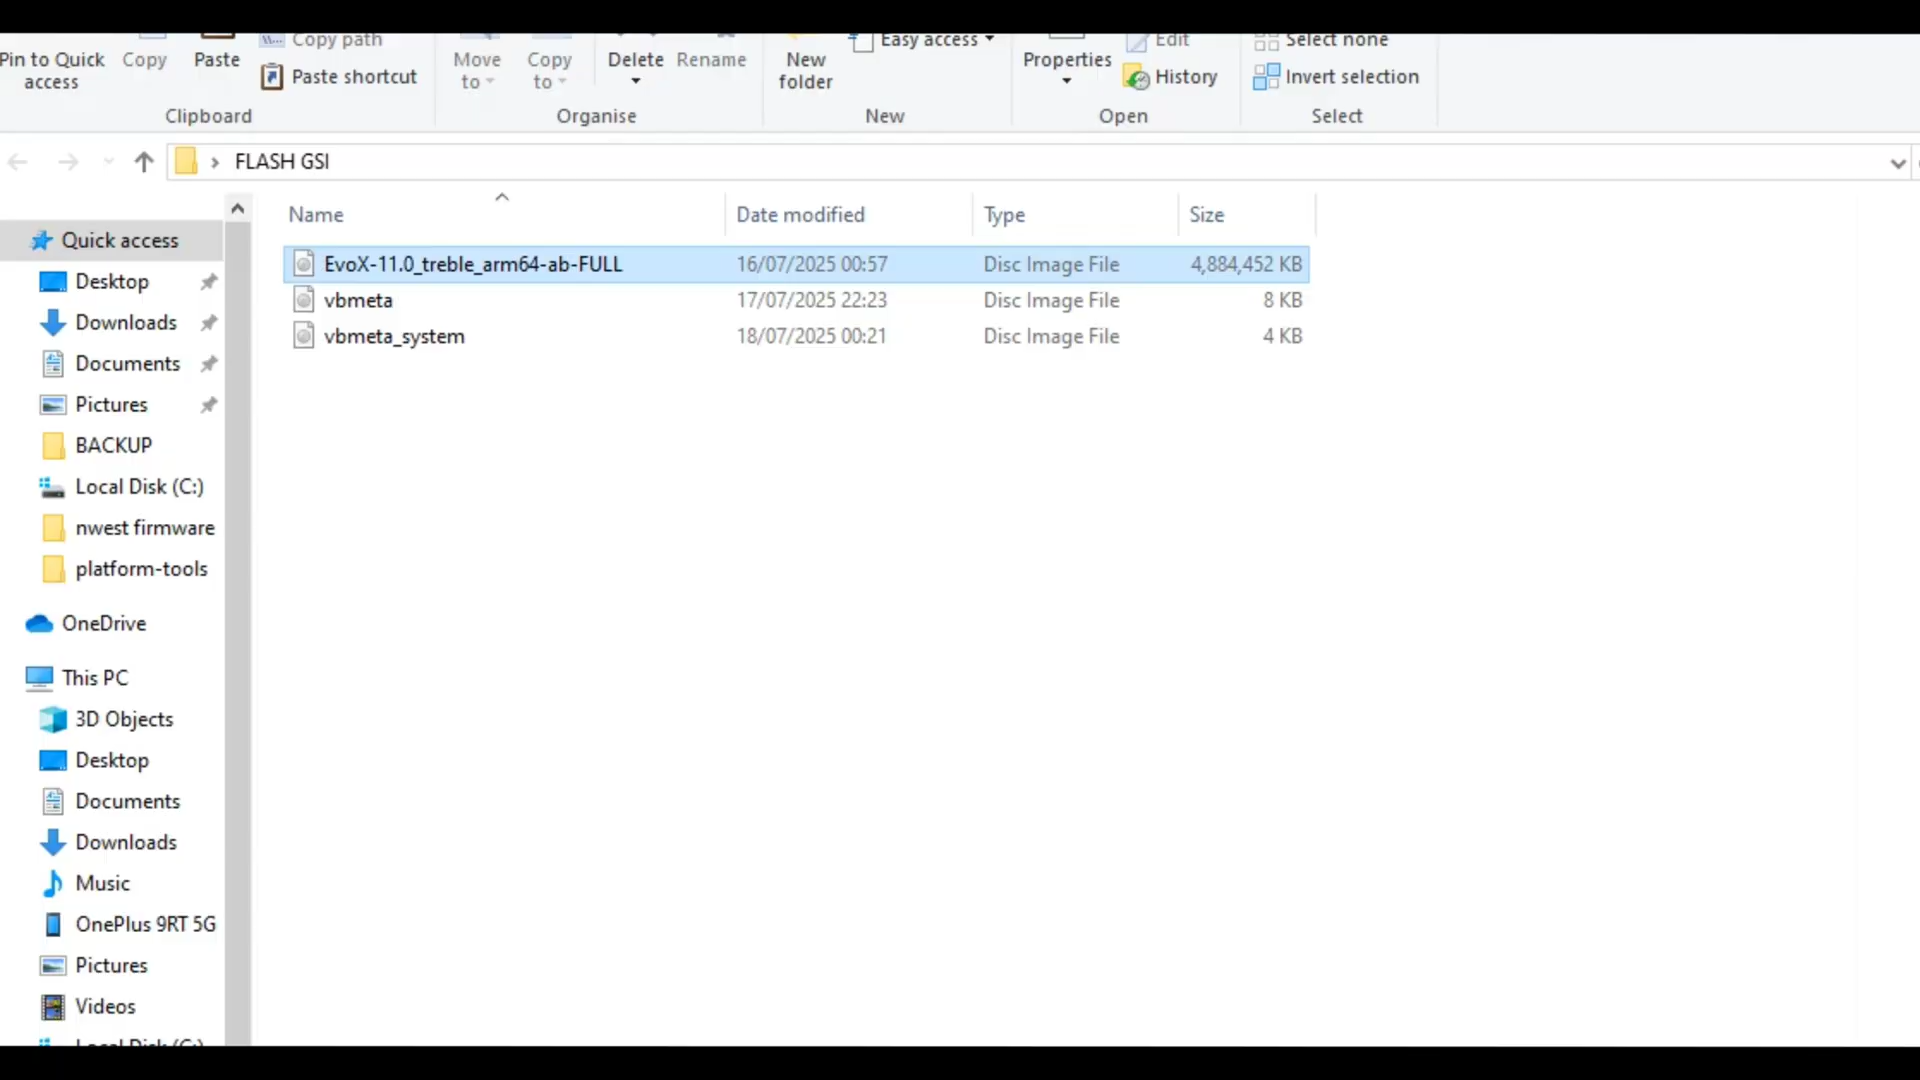 Pin to Quick access
Copy
Paste
Copy path
Paste shortcut
Clipboard
Move to
Copy to
Delete
Rename
Organise
New folder
Easy access
New
Properties
Edit
History
Open
Select none
Invert selection
Select
FLASH GSI
Name Date modified Type Size
EvoX-11.0_treble_arm64-ab-FULL 16/07/2025 00:57 Disc Image File 4,884,452 KB
vbmeta 17/07/2025 22:23 Disc Image File 8 KB
vbmeta_system 18/07/2025 00:21 Disc Image File 4 KB
Quick access
Desktop
Downloads
Documents
Pictures
BACKUP
Local Disk (C:)
nwest firmware
platform-tools
OneDrive
This PC
3D Objects
Desktop
Documents
Downloads
Music
OnePlus 9RT 5G
Pictures
Videos
Local Disk (C:)